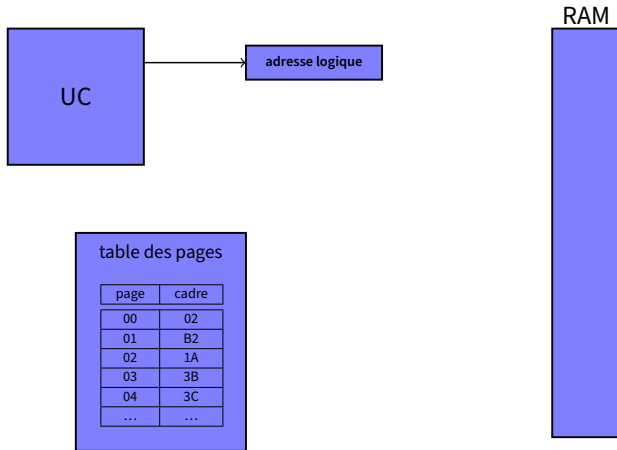 RAM
adresse logique
UC
table des pages
page cadre
00 02
01 B2
02 1A
03 3B
04 3C
... ...